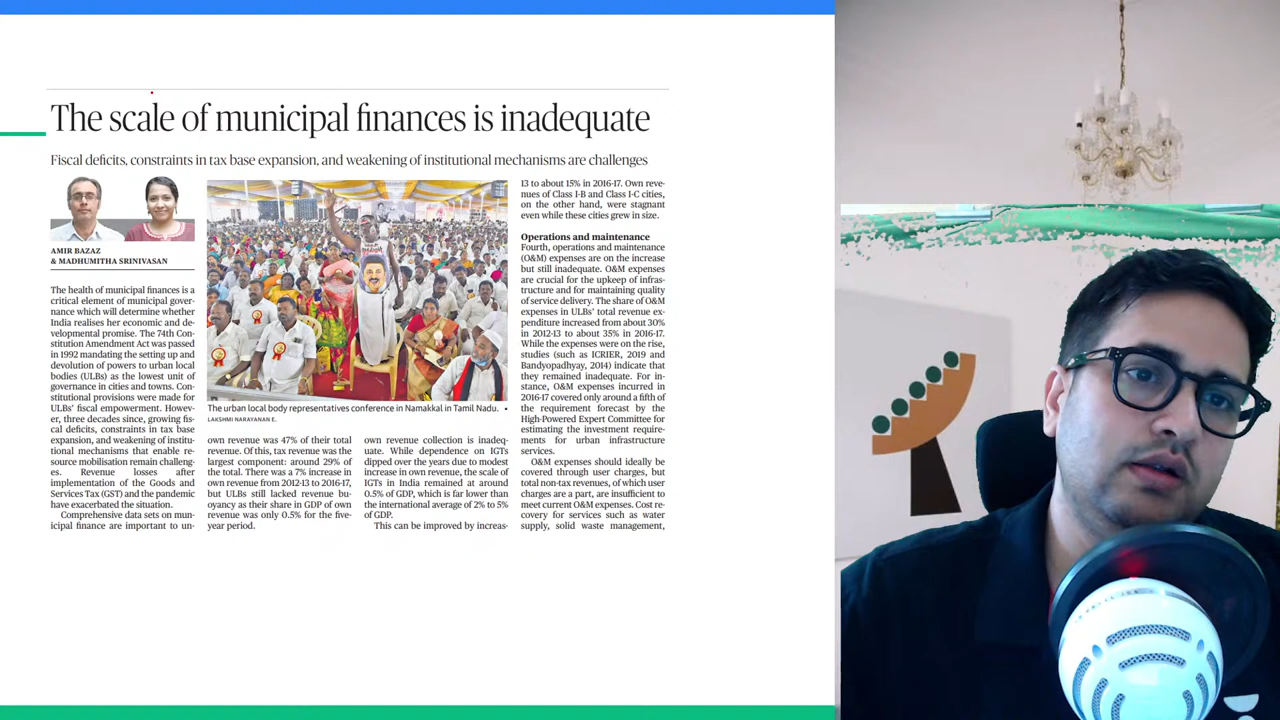 The scale of municipal finances is inadequate
Fiscal deficits, constraints in tax base expansion, and weakening of institutional mechanisms are challenges
AMIR BAZAZ
& MADHUMITHA SRINIVASAN
The health of municipal finances is a
critical element of municipal gover-
nance which will determine whether
India realises her economic and de-
velopmental promise. The 74th Con-
stitution Amendment Act was passed
in 1992 mandating the setting up and
devolution of powers to urban local
bodies (ULBs) as the lowest unit of
governance in cities and towns. Con-
stitutional provisions were made for
ULBs’ fiscal empowerment. Howev-
er, three decades since, growing fis-
cal deficits, constraints in tax base
expansion, and weakening of institu-
tional mechanisms that enable re-
source mobilisation remain challeng-
es. Revenue losses after
implementation of the Goods and
Services Tax (GST) and the pandemic
have exacerbated the situation.
Comprehensive data sets on mun-
icipal finance are important to un-
The urban local body representatives conference in Namakkal in Tamil Nadu. •
LAKSHMI NARAYANAN E.
own revenue was 47% of their total
revenue. Of this, tax revenue was the
largest component: around 29% of
the total. There was a 7% increase in
own revenue from 2012-13 to 2016-17,
but ULBs still lacked revenue bu-
oyancy as their share in GDP of own
revenue was only 0.5% for the five-
year period.
own revenue collection is inadeq-
uate. While dependence on IGTs
dipped over the years due to modest
increase in own revenue, the scale of
IGTs in India remained at around
0.5% of GDP, which is far lower than
the international average of 2% to 5%
of GDP.
This can be improved by increas-
13 to about 15% in 2016-17. Own reve-
nues of Class I-B and Class I-C cities,
on the other hand, were stagnant
even while these cities grew in size.
Operations and maintenance
Fourth, operations and maintenance
(O&M) expenses are on the increase
but still inadequate. O&M expenses
are crucial for the upkeep of infras-
tructure and for maintaining quality
of service delivery. The share of O&M
expenses in ULBs’ total revenue ex-
penditure increased from about 30%
in 2012-13 to about 35% in 2016-17.
While the expenses were on the rise,
studies (such as ICRIER, 2019 and
Bandyopadhyay, 2014) indicate that
they remained inadequate. For in-
stance, O&M expenses incurred in
2016-17 covered only around a fifth of
the requirement forecast by the
High-Powered Expert Committee for
estimating the investment require-
ments for urban infrastructure
services.
O&M expenses should ideally be
covered through user charges, but
total non-tax revenues, of which user
charges are a part, are insufficient to
meet current O&M expenses. Cost re-
covery for services such as water
supply, solid waste management,